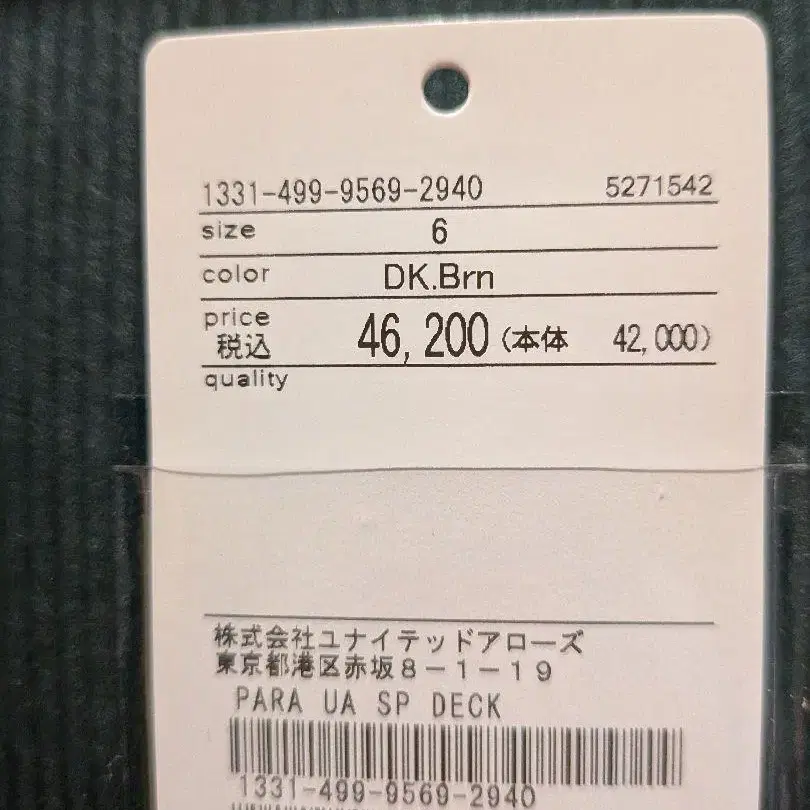 1331-499-9569-2940 5271542
size 6
color DK.Brn
price
税込 46,200 (本体 42,000)
quality
株式会社ユナイテッドアローズ
東京都港区赤坂8-1-19
PARA UA SP DECK
1331-499-9569-2940